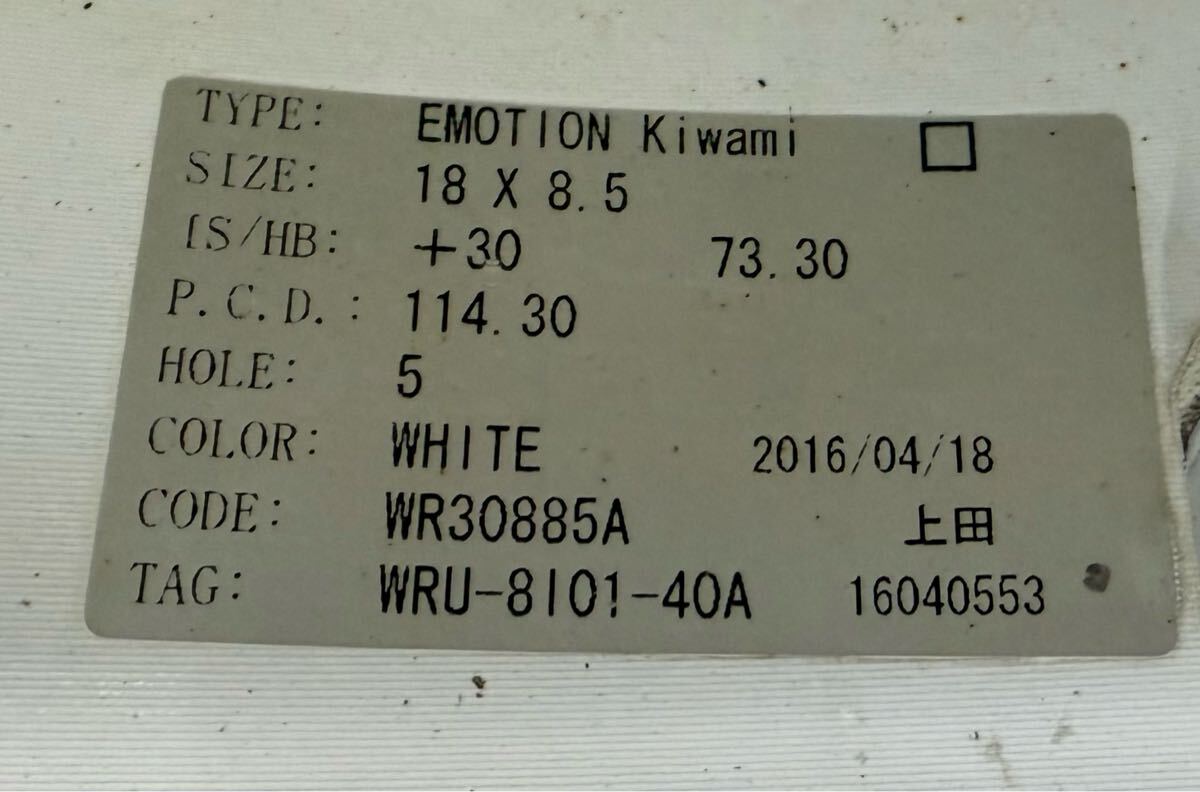 TYPE: EMOTION Kiwami □
SIZE: 18 X 8.5
IS/HB: +30 73.30
P.C.D.: 114.30
HOLE: 5
COLOR: WHITE 2016/04/18
CODE: WR30885A 上田
TAG: WRU-8I01-40A 16040553